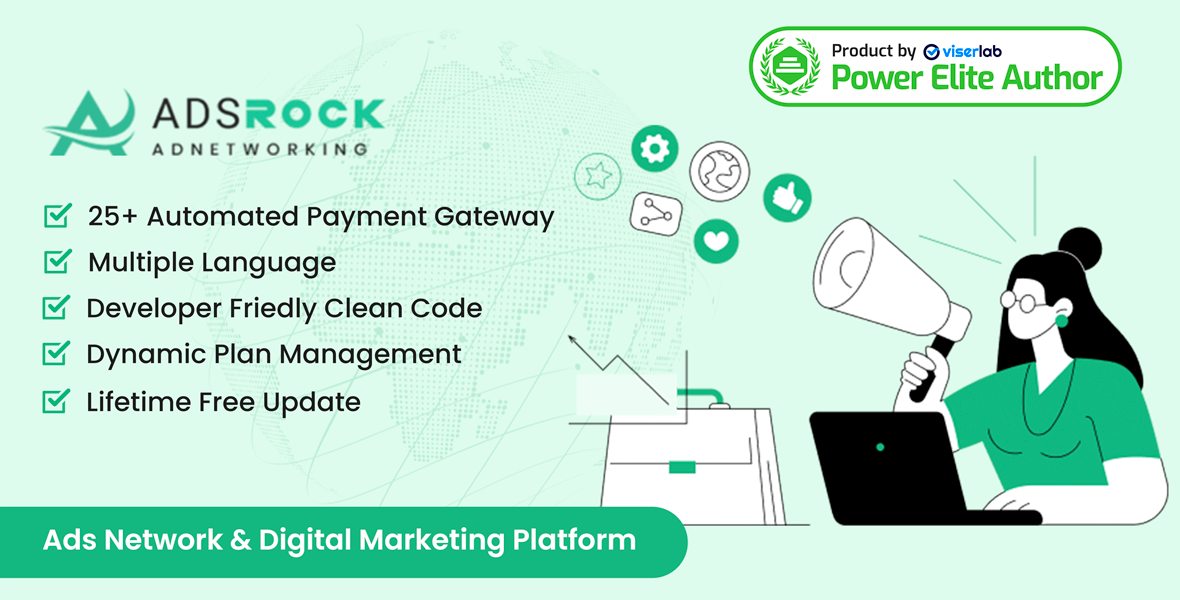 Product by viserlab
Power Elite Author
ADSROCK
ADNETWORKING
25+ Automated Payment Gateway
Multiple Language
Developer Friedly Clean Code
Dynamic Plan Management
Lifetime Free Update
Ads Network & Digital Marketing Platform